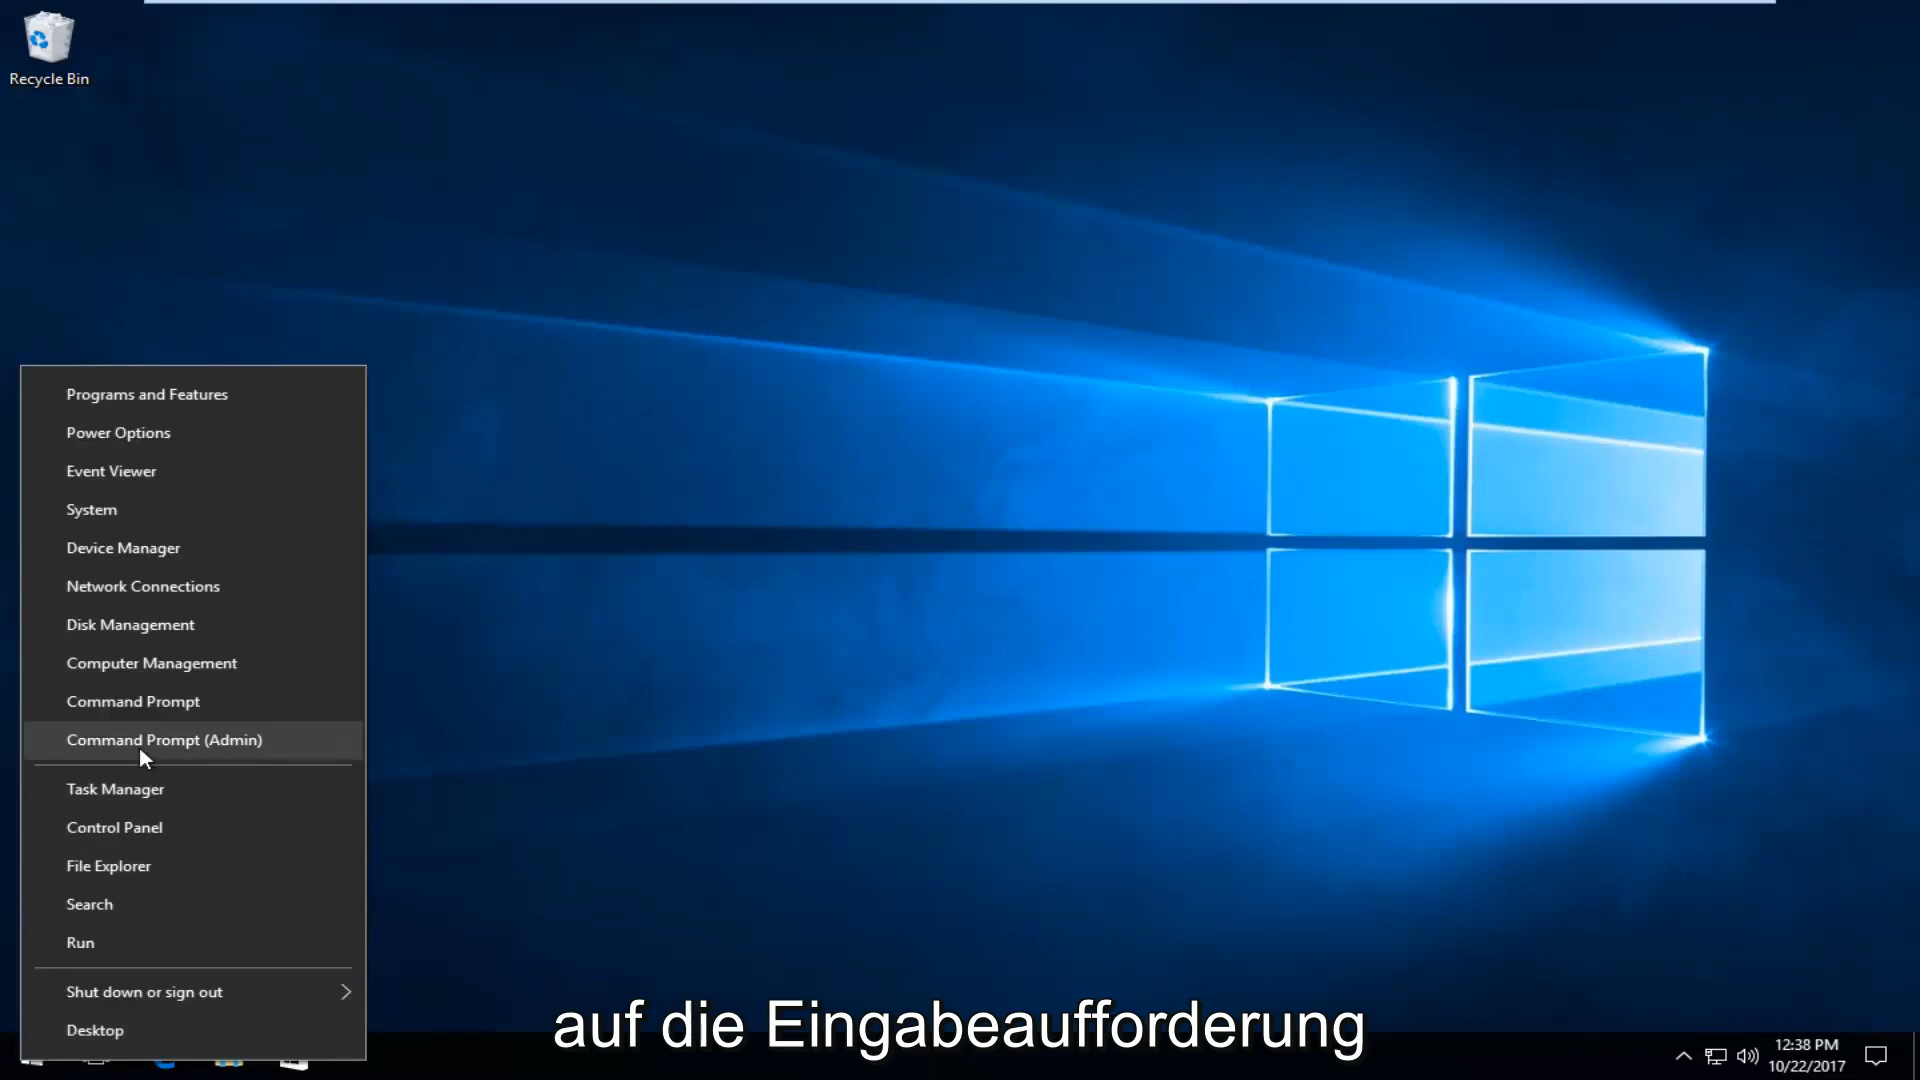 Recycle Bin
Programs and Features
Power Options
Event Viewer
System
Device Manager
Network Connections
Disk Management
Computer Management
Command Prompt
Command Prompt (Admin)
Task Manager
Control Panel
File Explorer
Search
Run
Shut down or sign out
Desktop
auf die Eingabeaufforderung
12:38 PM
10/22/2017